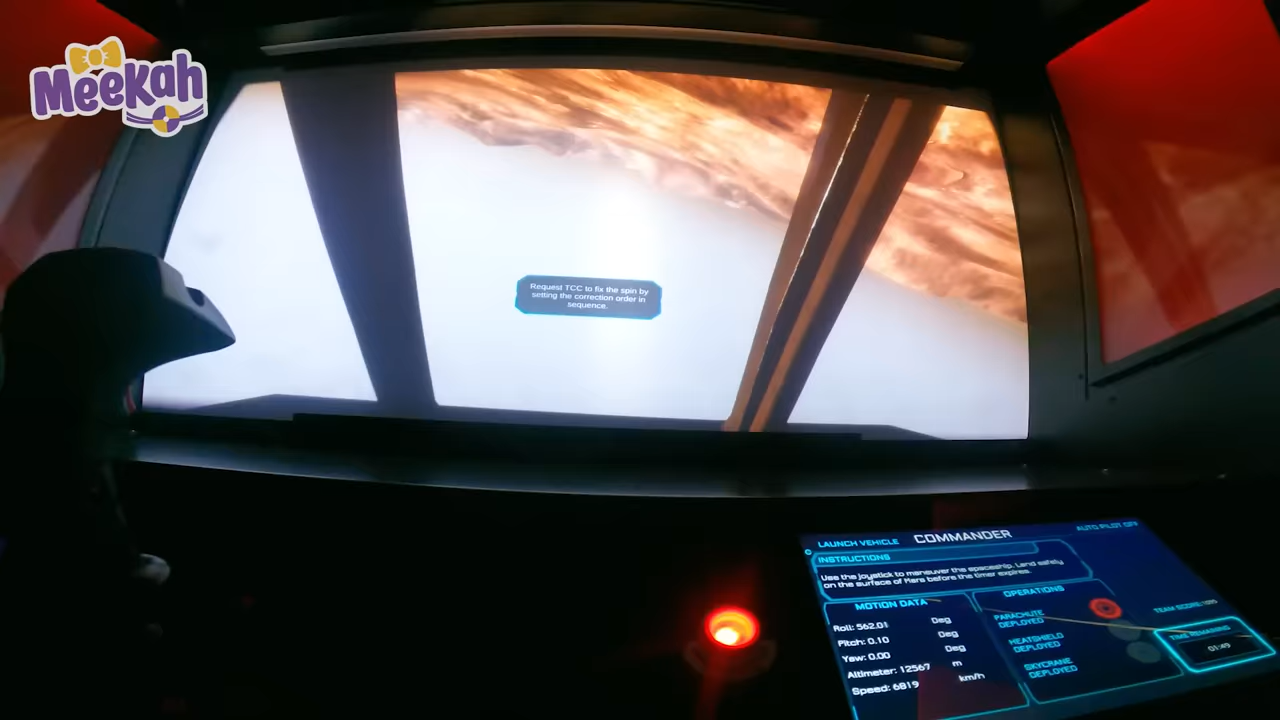 Meekah
Request TCC to fix the spin by
setting the correction order in
sequence.
LAUNCH VEHICLE
COMMANDER
AUTO PILOT OFF
INSTRUCTIONS
Use the joystick to maneuver the spaceship. Land safely
on the surface of Mars before the timer expires.
MOTION DATA
Roll: 562.01 Deg
Pitch: 0.10 Deg
Yaw: 0.00 Deg
Altimeter: 12567 m
Speed: 6819 km/h
OPERATIONS
PARACHUTE
DEPLOYED
HEATSHIELD
DEPLOYED
SKYCRANE
DEPLOYED
TEAM SCORE:
TIME REMAINING
01:49